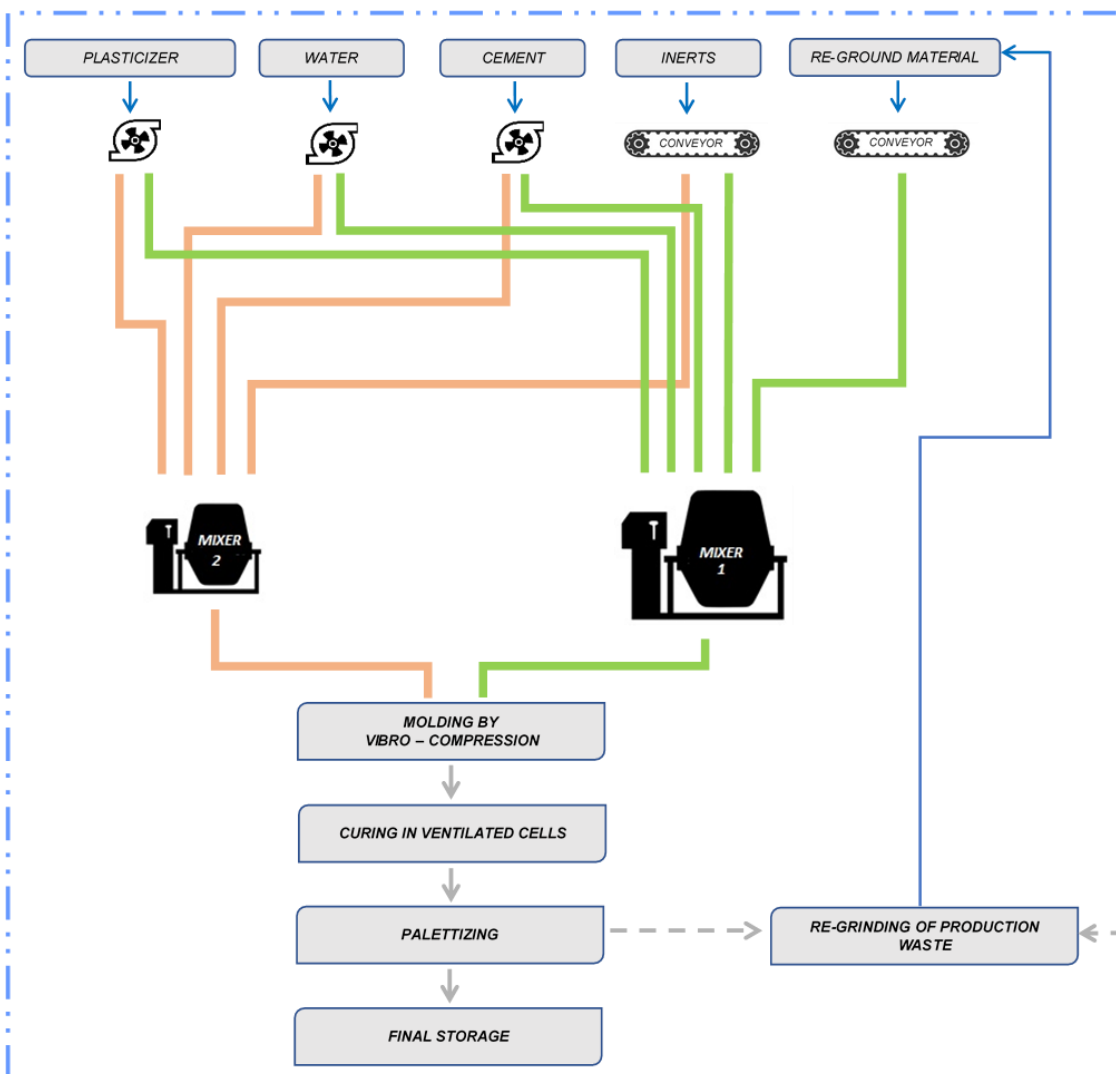 PLASTICIZER
WATER
CEMENT
INERTS
RE-GROUND MATERIAL
CONVEYOR
CONVEYOR
MIXER
2
MIXER
1
MOLDING BY
VIBRO – COMPRESSION
CURING IN VENTILATED CELLS
PALETTIZING
RE-GRINDING OF PRODUCTION
WASTE
FINAL STORAGE